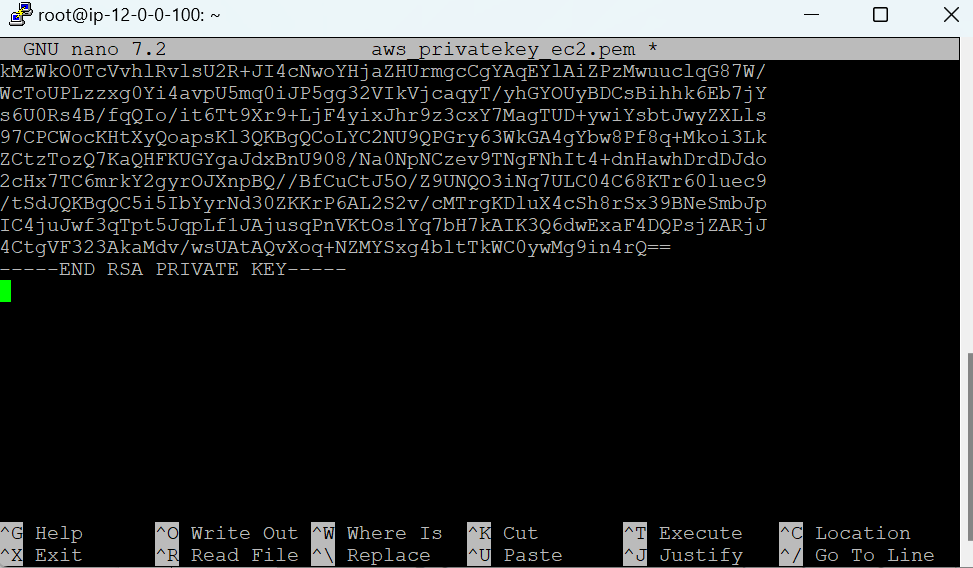 root@ip-12-0-0-100: ~
GNU nano 7.2 aws_privatekey_ec2.pem *
kMzWkO0TcVvhlRvlsU2R+JI4cNwoYHjaZHUrmgcCgYAqEYlAiZPzMwuuclqG87W/
WcToUPLzzxg0Yi4avpU5mq0iJP5gg32VIkVjcaqyT/yhGYOUyBDCsBihhk6Eb7jY
s6U0Rs4B/fqQIo/it6Tt9Xr9+LjF4yixJhr9z3cxY7MagTUD+ywiYsbtJwyZXLls
97CPCWocKHtXyQoapsKl3QKBgQCoLYC2NU9QPGry63WkGA4gYbw8Pf8q+Mkoi3Lk
ZCtzTozQ7KaQHFKUGYgaJdxBnU908/Na0NpNCzev9TNgFNhIt4+dnHawhDrdDJdo
2cHx7TC6mrkY2gyrOJXnpBQ//BfCuCtJ5O/Z9UNQO3iNq7ULC04C68KTr60luec9
/tSdJQKBgQC5i5IbYyrNd30ZKKrP6AL2S2v/cMTrgKDluX4cSh8rSx39BNeSmbJp
IC4juJwf3qTpt5JqpLf1JAjusqPnVKtOs1Yq7bH7kAIK3Q6dwExaF4DQPsjZARjJ
4CtgVF323AkaMdv/wsUAtAQvXoq+NZMYSxg4bltTkWC0ywMg9in4rQ==
-----END RSA PRIVATE KEY-----
^G Help ^O Write Out ^W Where Is ^K Cut ^T Execute ^C Location
^X Exit ^R Read File ^\ Replace ^U Paste ^J Justify ^/ Go To Line